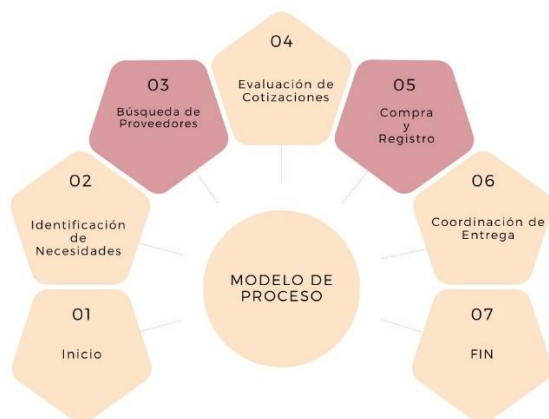 01
Inicio
02
Identificación
de
Necesidades
03
Búsqueda de
Proveedores
04
Evaluación de
Cotizaciones
05
Compra
y
Registro
06
Coordinación de
Entrega
07
FIN
MODELO DE
PROCESO